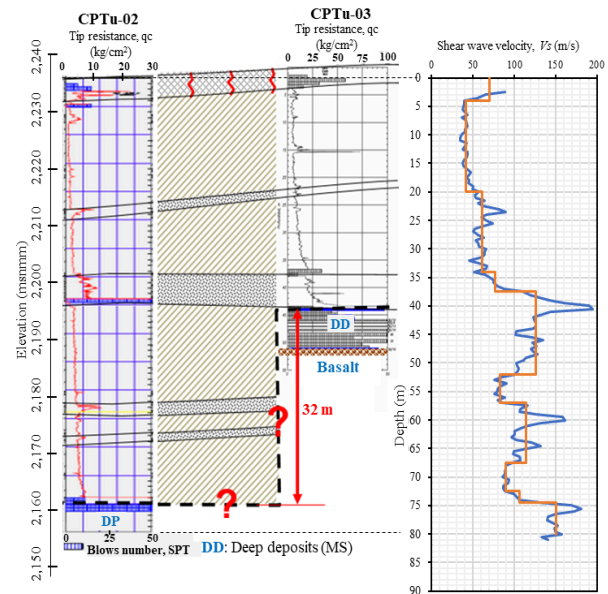 CPTu-02
Tip resistance, qc
(kg/cm2)
0 10 20 30
CPTu-03
Tip resistance, qc
(kg/cm2)
0 25 50 75 100
Shear wave velocity, Vs (m/s)
0 50 100 150 200
Elevation (msnmm)
2,240
2,230
2,220
2,210
2,200
2,190
2,180
2,170
2,160
2,150
DD
Basalt
32 m
?
?
DP
0 25 50
Blows number, SPT
DD: Deep deposits (MS)
Depth (m)
0
5
10
15
20
25
30
35
40
45
50
55
60
65
70
75
80
85
90